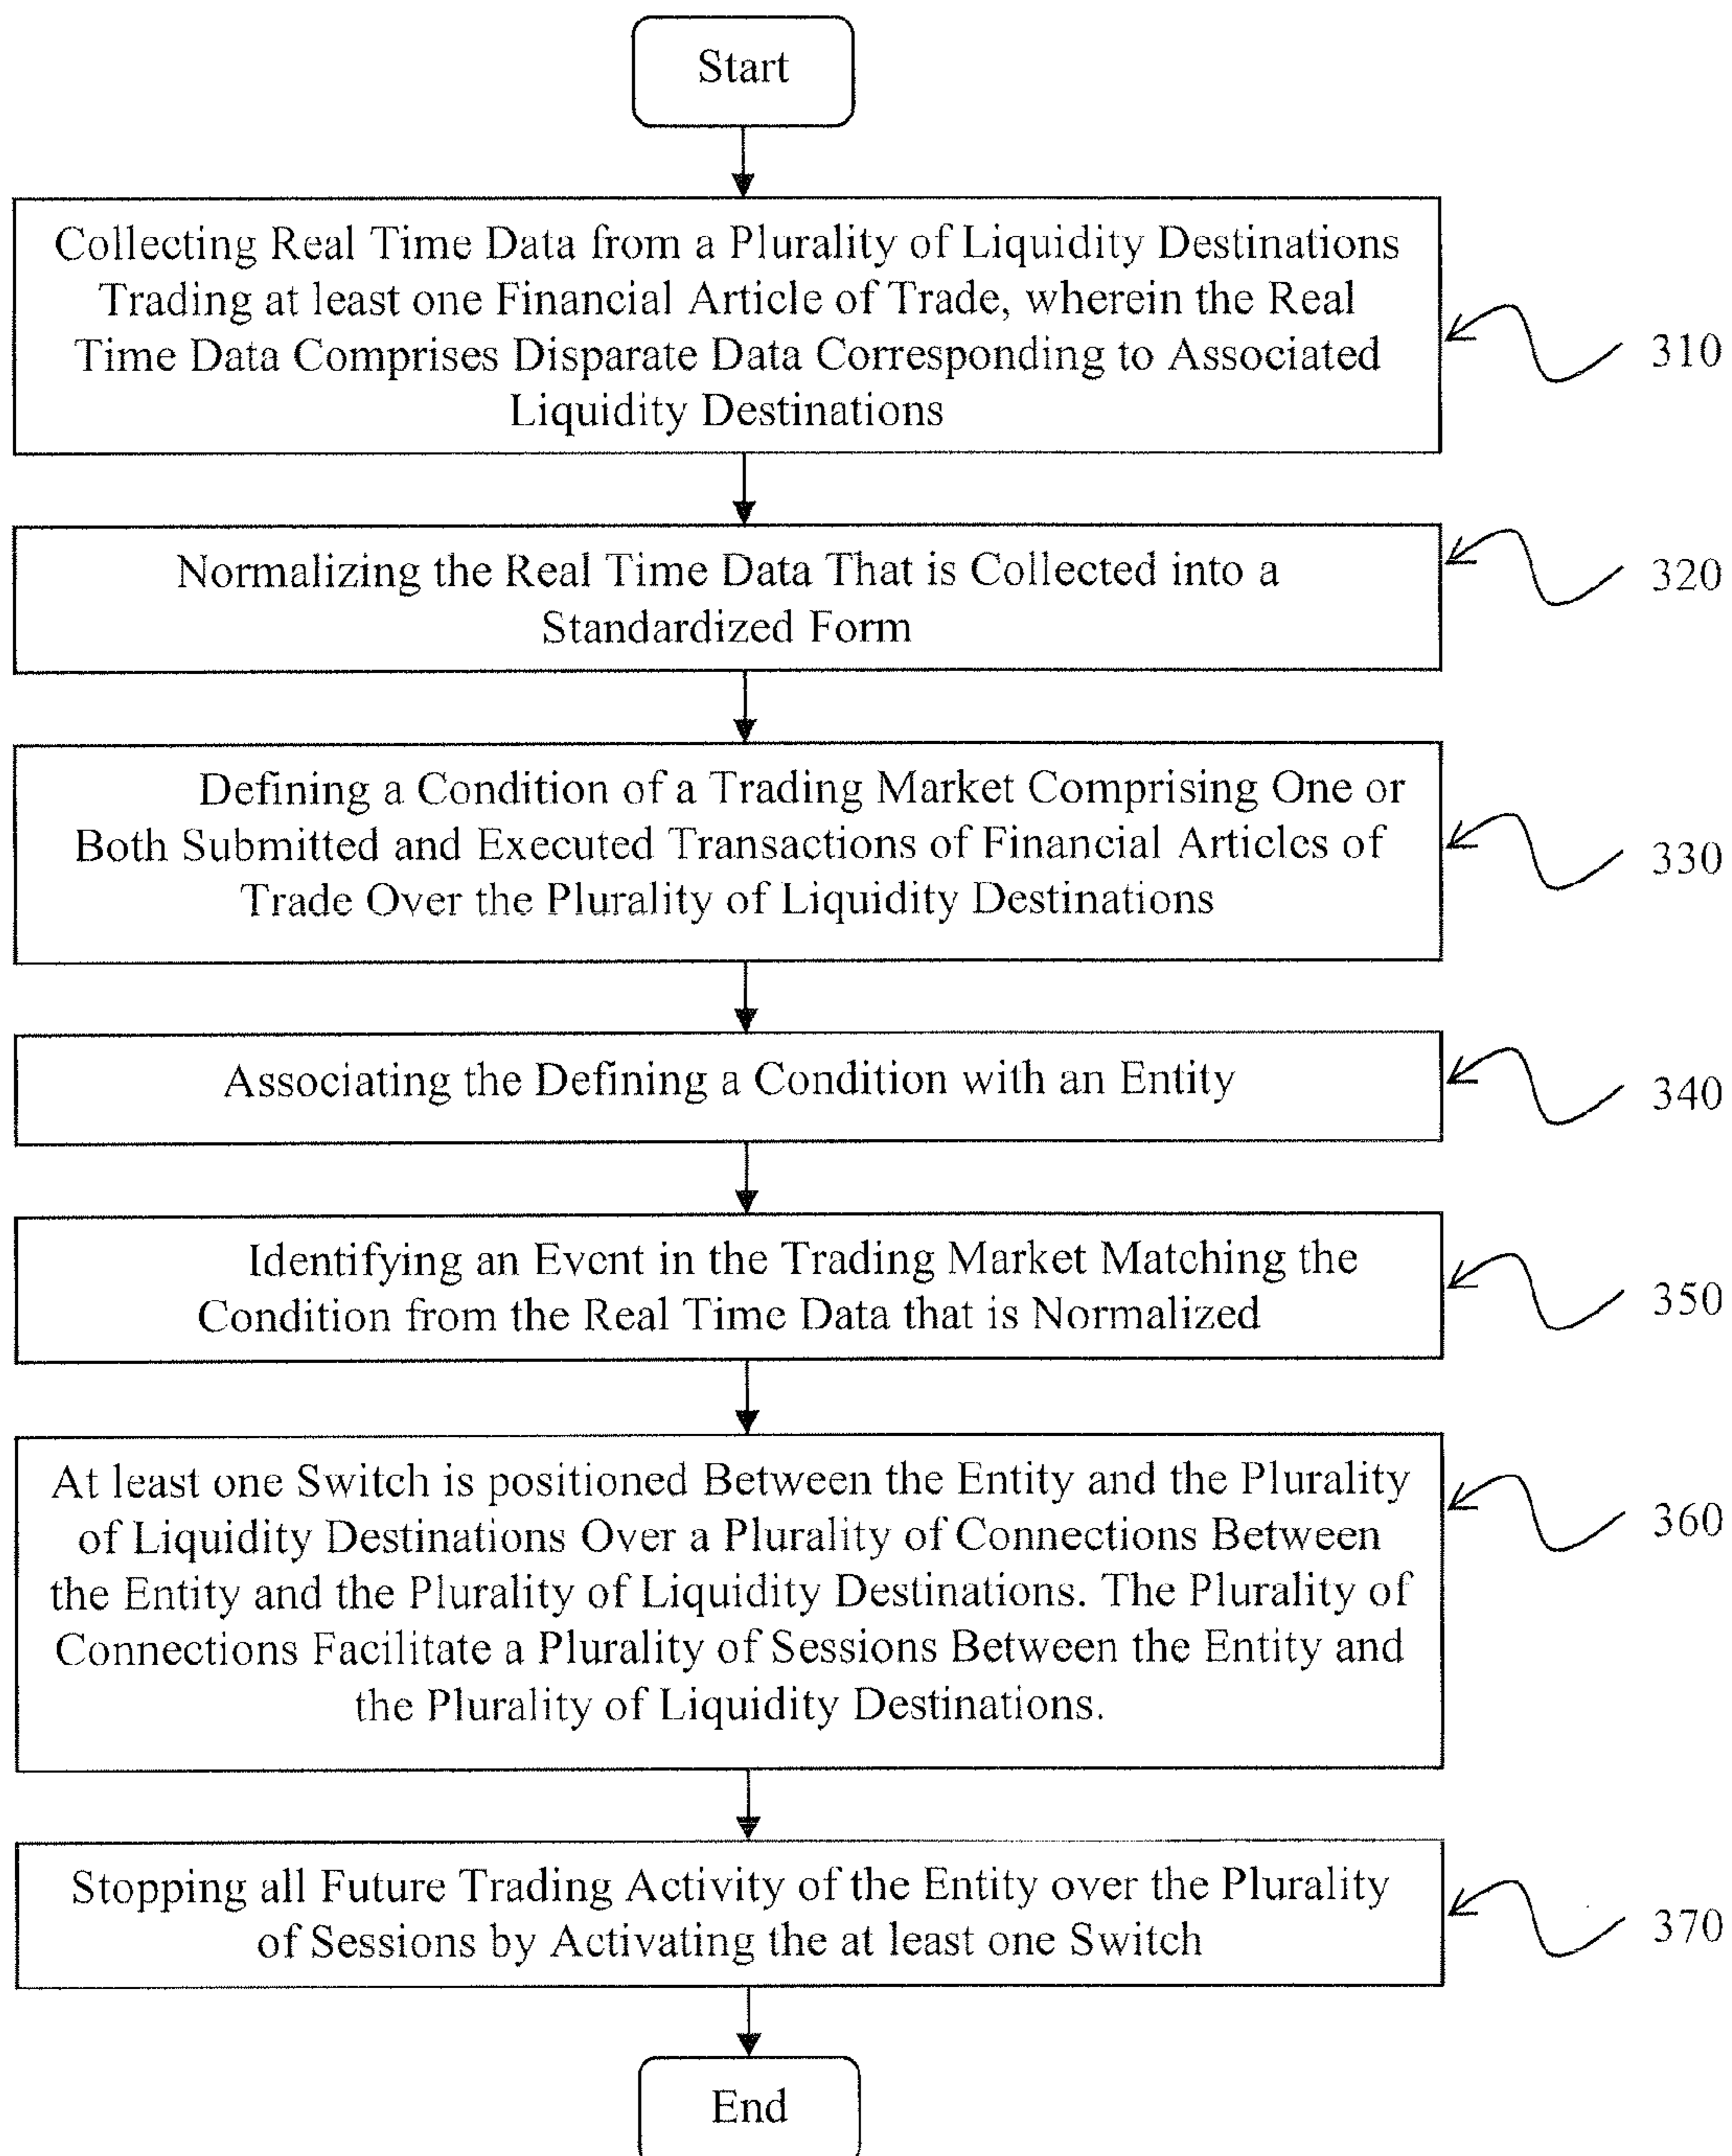 Start
Collecting Real Time Data from a Plurality of Liquidity Destinations
Trading at least one Financial Article of Trade, wherein the Real
Time Data Comprises Disparate Data Corresponding to Associated
Liquidity Destinations
310
Normalizing the Real Time Data That is Collected into a
Standardized Form
320
Defining a Condition of a Trading Market Comprising One or
Both Submitted and Executed Transactions of Financial Articles of
Trade Over the Plurality of Liquidity Destinations
330
Associating the Defining a Condition with an Entity
340
Identifying an Event in the Trading Market Matching the
Condition from the Real Time Data that is Normalized
350
At least one Switch is positioned Between the Entity and the Plurality
of Liquidity Destinations Over a Plurality of Connections Between
the Entity and the Plurality of Liquidity Destinations. The Plurality of
Connections Facilitate a Plurality of Sessions Between the Entity and
the Plurality of Liquidity Destinations.
360
Stopping all Future Trading Activity of the Entity over the Plurality
of Sessions by Activating the at least one Switch
370
End